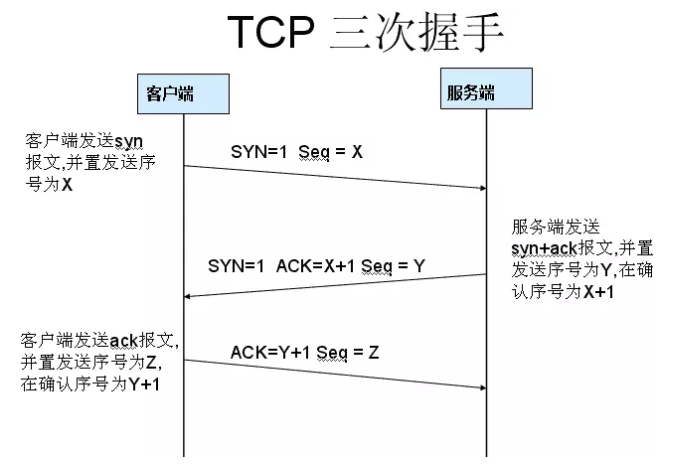 TCP 三次握手
客户端
服务端
客户端发送syn
报文,并置发送序
号为X
SYN=1 Seq = X
服务端发送
syn+ack报文,并置
发送序号为Y,在确
认序号为X+1
SYN=1 ACK=X+1 Seq = Y
客户端发送ack报文,
并置发送序号为Z,
在确认序号为Y+1
ACK=Y+1 Seq = Z